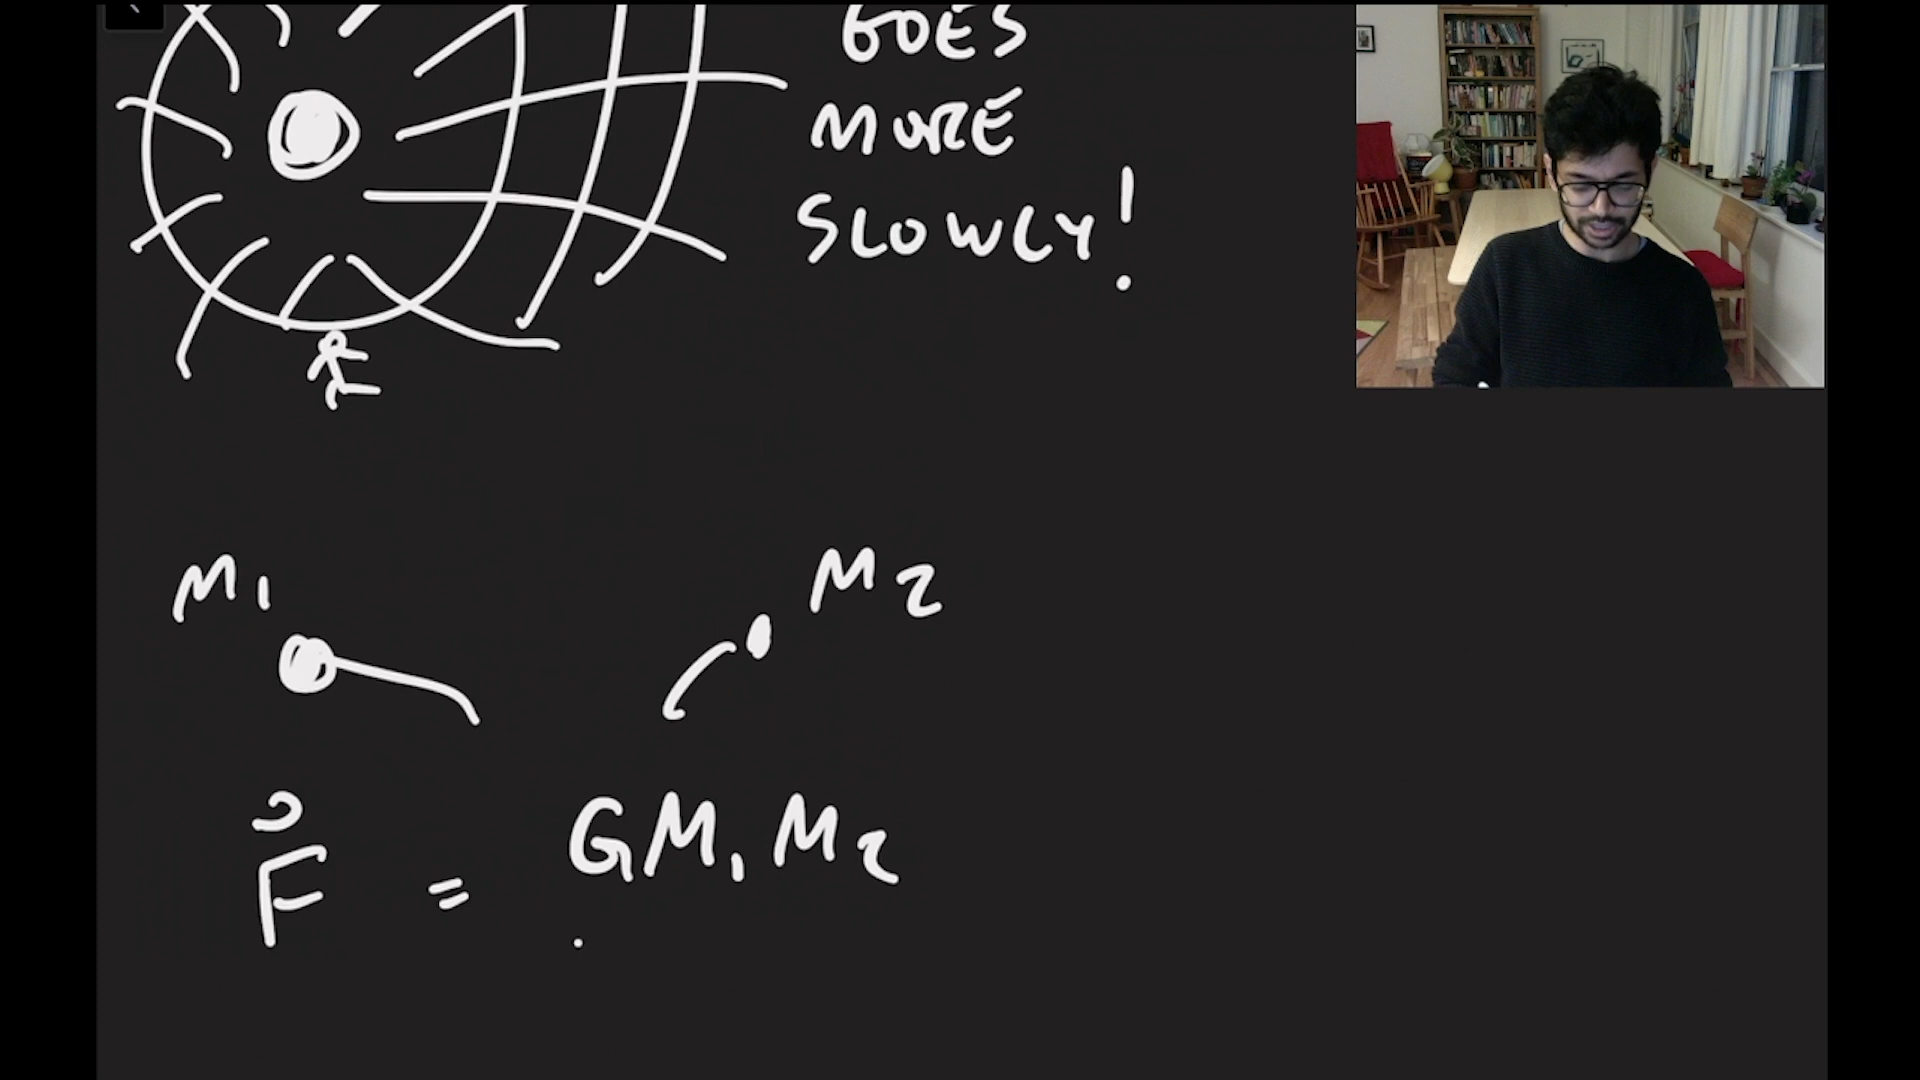 GOES
MORE
SLOWLY!
M1
M2
F = GM1M2